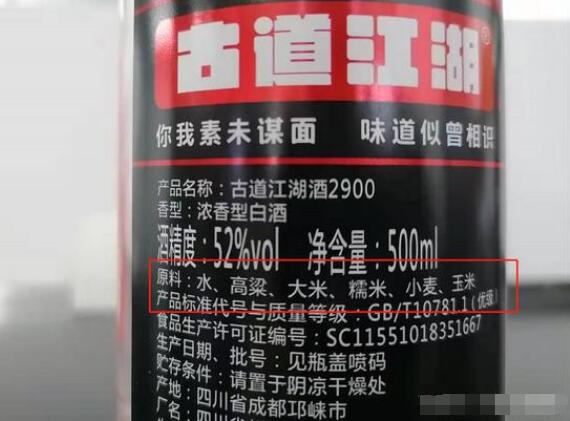 古道江湖®
你我素未谋面 味道似曾相识
产品名称：古道江湖酒2900
香型：浓香型白酒
酒精度：52%vol 净含量：500ml
原料：水、高粱、大米、糯米、小麦、玉米
产品标准代号与质量等级：GB/T10781.1（优级）
食品生产许可证编号：SC11551018351667
生产日期、批号：见瓶盖喷码
贮存条件：请置于阴凉干燥处
产地：四川省成都邛崃市
厂名：四川省